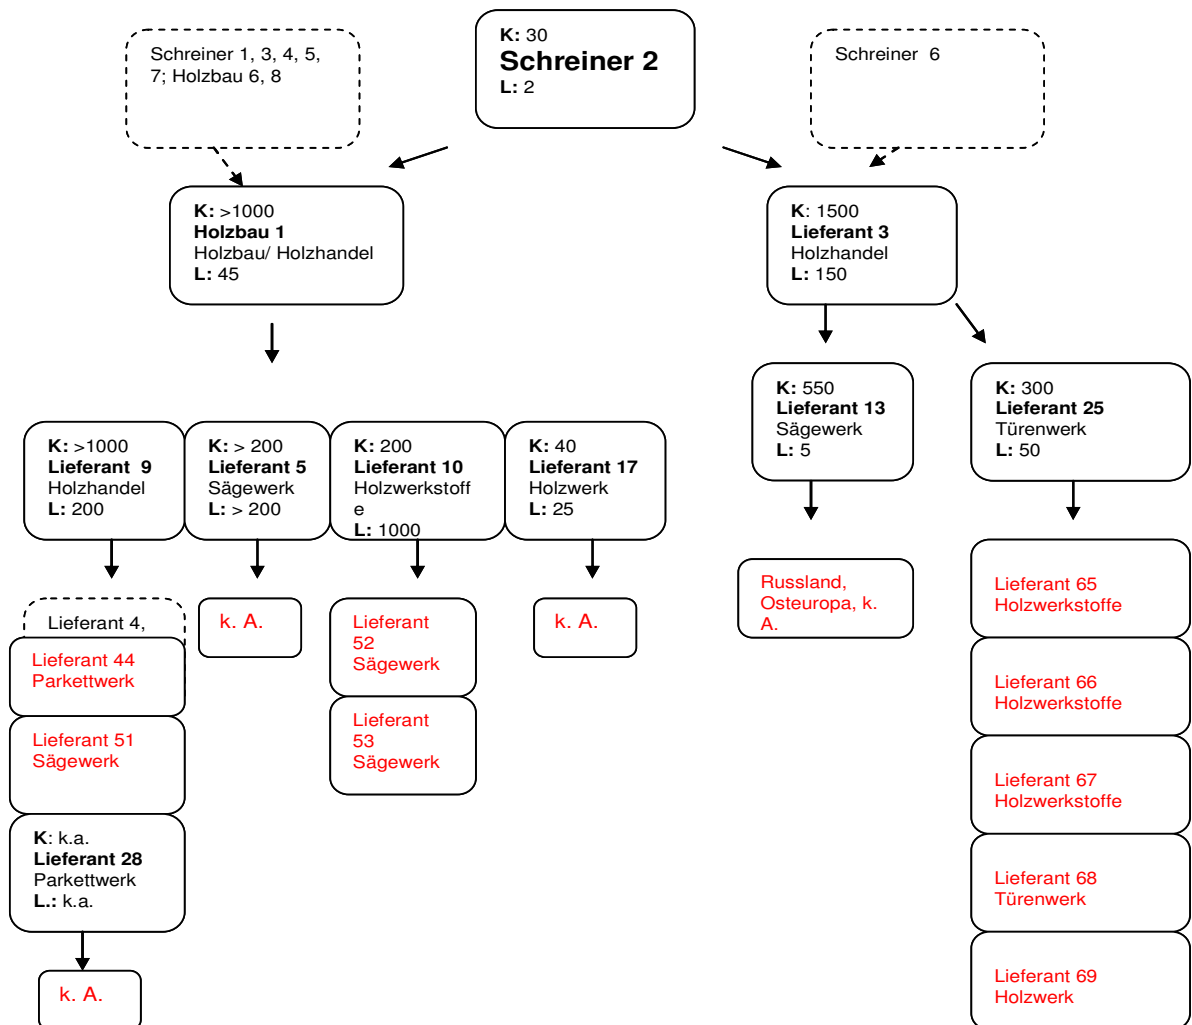 Schreiner 1, 3, 4, 5,
7; Holzbau 6, 8
K: 30
Schreiner 2
L: 2
Schreiner  6
K: >1000
Holzbau 1
Holzbau/ Holzhandel
L: 45
K: 1500
Lieferant 3
Holzhandel
L: 150
K: >1000
Lieferant  9
Holzhandel
L: 200
K: > 200
Lieferant 5
Sägewerk
L: > 200
K: 200
Lieferant 10
Holzwerkstoff
e
L: 1000
K: 40
Lieferant 17
Holzwerk
L: 25
K: 550
Lieferant 13
Sägewerk
L: 5
K: 300
Lieferant 25
Türenwerk
L: 50
Lieferant 4,
Lieferant 44
Parkettwerk
Lieferant 51
Sägewerk
K: k.a.
Lieferant 28
Parkettwerk
L.: k.a.
k. A.
k. A.
Lieferant
52
Sägewerk
Lieferant
53
Sägewerk
k. A.
Russland,
Osteuropa, k.
A.
Lieferant 65
Holzwerkstoffe
Lieferant 66
Holzwerkstoffe
Lieferant 67
Holzwerkstoffe
Lieferant 68
Türenwerk
Lieferant 69
Holzwerk